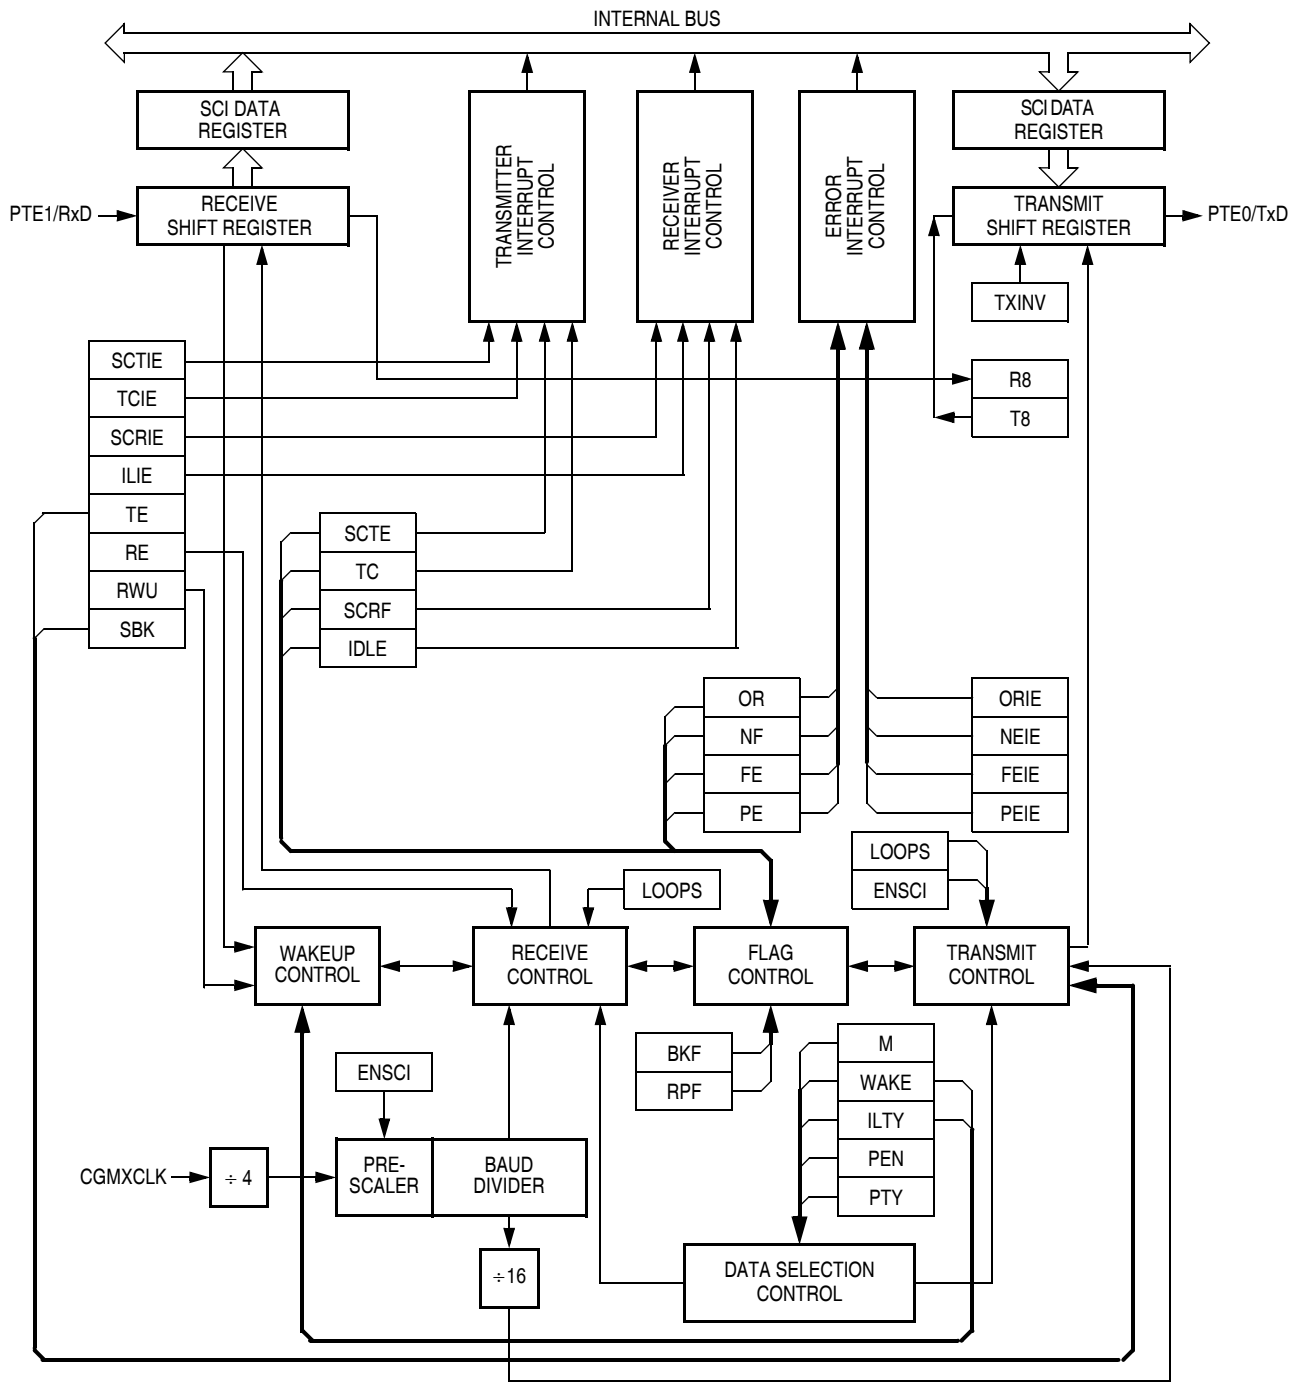 INTERNAL BUS
SCI DATA
REGISTER
SCI DATA
REGISTER
TRANSMITTER
INTERRUPT
CONTROL
RECEIVER
INTERRUPT
CONTROL
ERROR
INTERRUPT
CONTROL
PTE1/RxD
RECEIVE
SHIFT REGISTER
TRANSMIT
SHIFT REGISTER
PTE0/TxD
TXINV
SCTIE
TCIE
SCRIE
ILIE
TE
RE
RWU
SBK
R8
T8
SCTE
TC
SCRF
IDLE
OR
NF
FE
PE
ORIE
NEIE
FEIE
PEIE
LOOPS
ENSCI
LOOPS
WAKEUP
CONTROL
RECEIVE
CONTROL
FLAG
CONTROL
TRANSMIT
CONTROL
BKF
RPF
M
WAKE
ILTY
PEN
PTY
ENSCI
CGMXCLK
÷ 4
PRE-
SCALER
BAUD
DIVIDER
÷16
DATA SELECTION
CONTROL